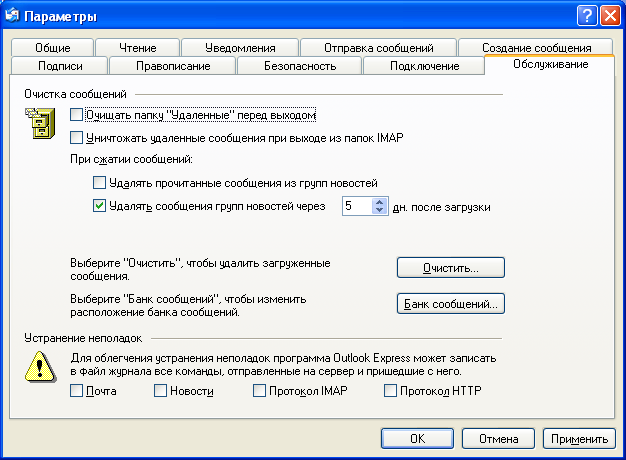 Параметры
Общие Чтение Уведомления Отправка сообщений Создание сообщения
Подписи Правописание Безопасность Подключение Обслуживание
Очистка сообщений
Очищать папку "Удаленные" перед выходом
Уничтожать удаленные сообщения при выходе из папок IMAP
При сжатии сообщений:
Удалять прочитанные сообщения из групп новостей
Удалять сообщения групп новостей через 5 дн. после загрузки
Выберите "Очистить", чтобы удалить загруженные
сообщения.
Очистить...
Выберите "Банк сообщений", чтобы изменить
расположение банка сообщений.
Банк сообщений...
Устранение неполадок
Для облегчения устранения неполадок программа Outlook Express может записать
в файл журнала все команды, отправленные на сервер и пришедшие с него.
Почта Новости Протокол IMAP Протокол HTTP
OK Отмена Применить